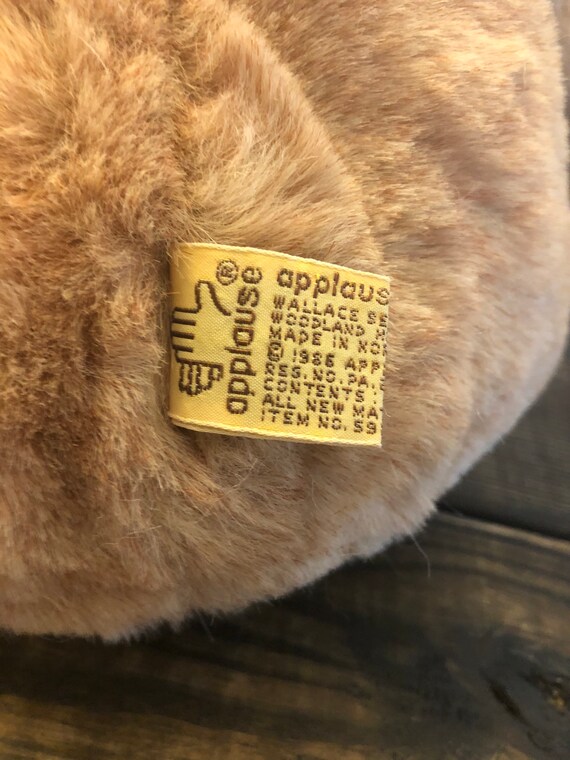 ® applause
applaus
WALLACE SE
WOODLAND H
MADE IN KO
© 1986 APP
REG. NO. PA.
CONTENTS:
ALL NEW MA
ITEM NO. 59